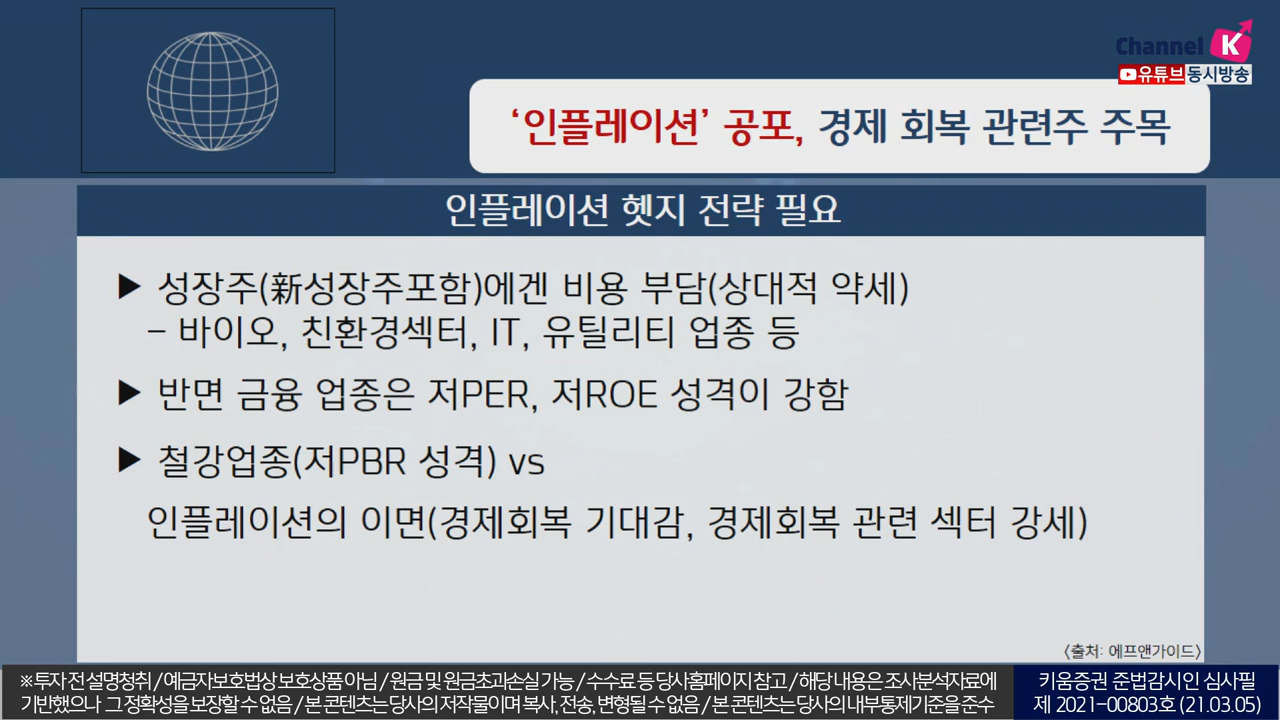 Channel K
유튜브 동시방송
‘인플레이션’ 공포, 경제 회복 관련주 주목
인플레이션 헷지 전략 필요
▶ 성장주(新성장주포함)에겐 비용 부담(상대적 약세)
– 바이오, 친환경섹터, IT, 유틸리티 업종 등
▶ 반면 금융 업종은 저PER, 저ROE 성격이 강함
▶ 철강업종(저PBR 성격) vs
인플레이션의 이면(경제회복 기대감, 경제회복 관련 섹터 강세)
<출처: 에프앤가이드>
※투자 전 설명청취 / 예금자보호법상 보호상품 아님 / 원금 및 원금초과손실 가능 / 수수료 등 당사홈페이지 참고 / 해당 내용은 조사분석자료에
기반했으나 그 정확성을 보장할 수 없음 / 본 콘텐츠는 당사의 저작물이며 복사, 전송, 변형될 수 없음 / 본 콘텐츠는 당사의 내부통제기준을 준수
키움증권 준법감시인 심사필
제 2021-00803호 (21.03.05)